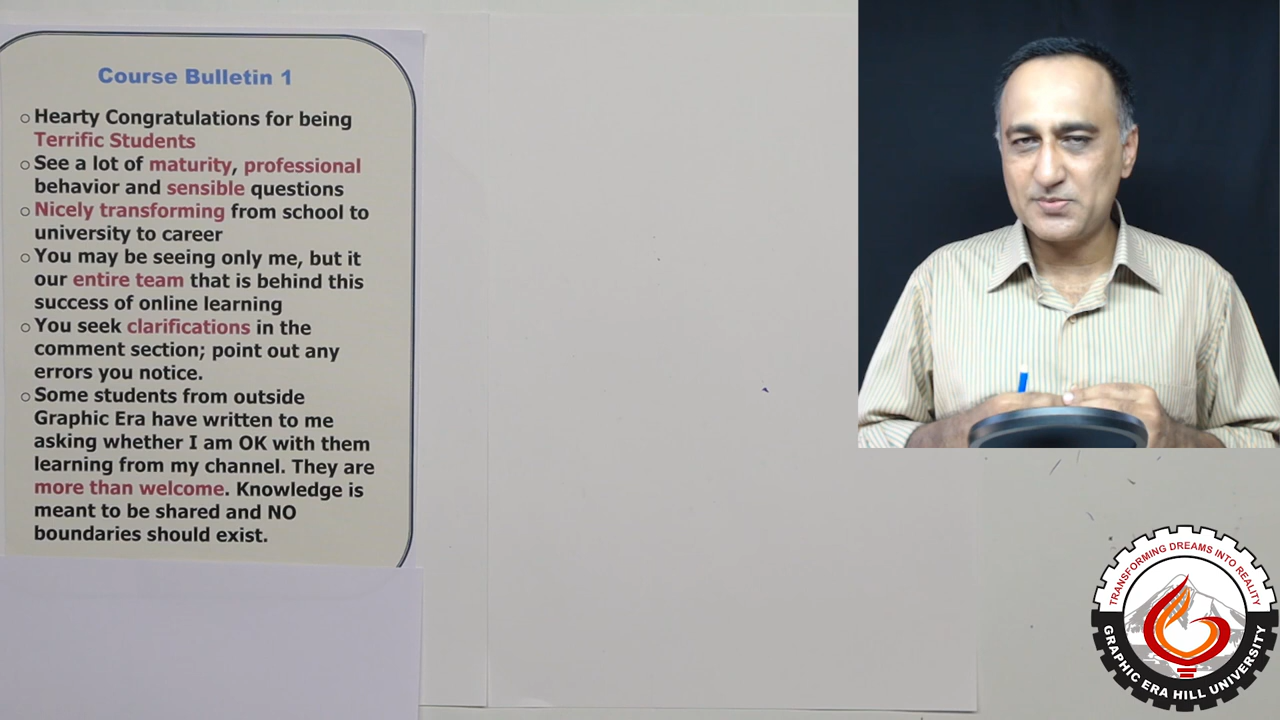 Course Bulletin 1
○ Hearty Congratulations for being
Terrific Students
○ See a lot of maturity, professional
behavior and sensible questions
○ Nicely transforming from school to
university to career
○ You may be seeing only me, but it
our entire team that is behind this
success of online learning
○ You seek clarifications in the
comment section; point out any
errors you notice.
○ Some students from outside
Graphic Era have written to me
asking whether I am OK with them
learning from my channel. They are
more than welcome. Knowledge is
meant to be shared and NO
boundaries should exist.
TRANSFORMING DREAMS INTO REALITY
GRAPHIC ERA HILL UNIVERSITY